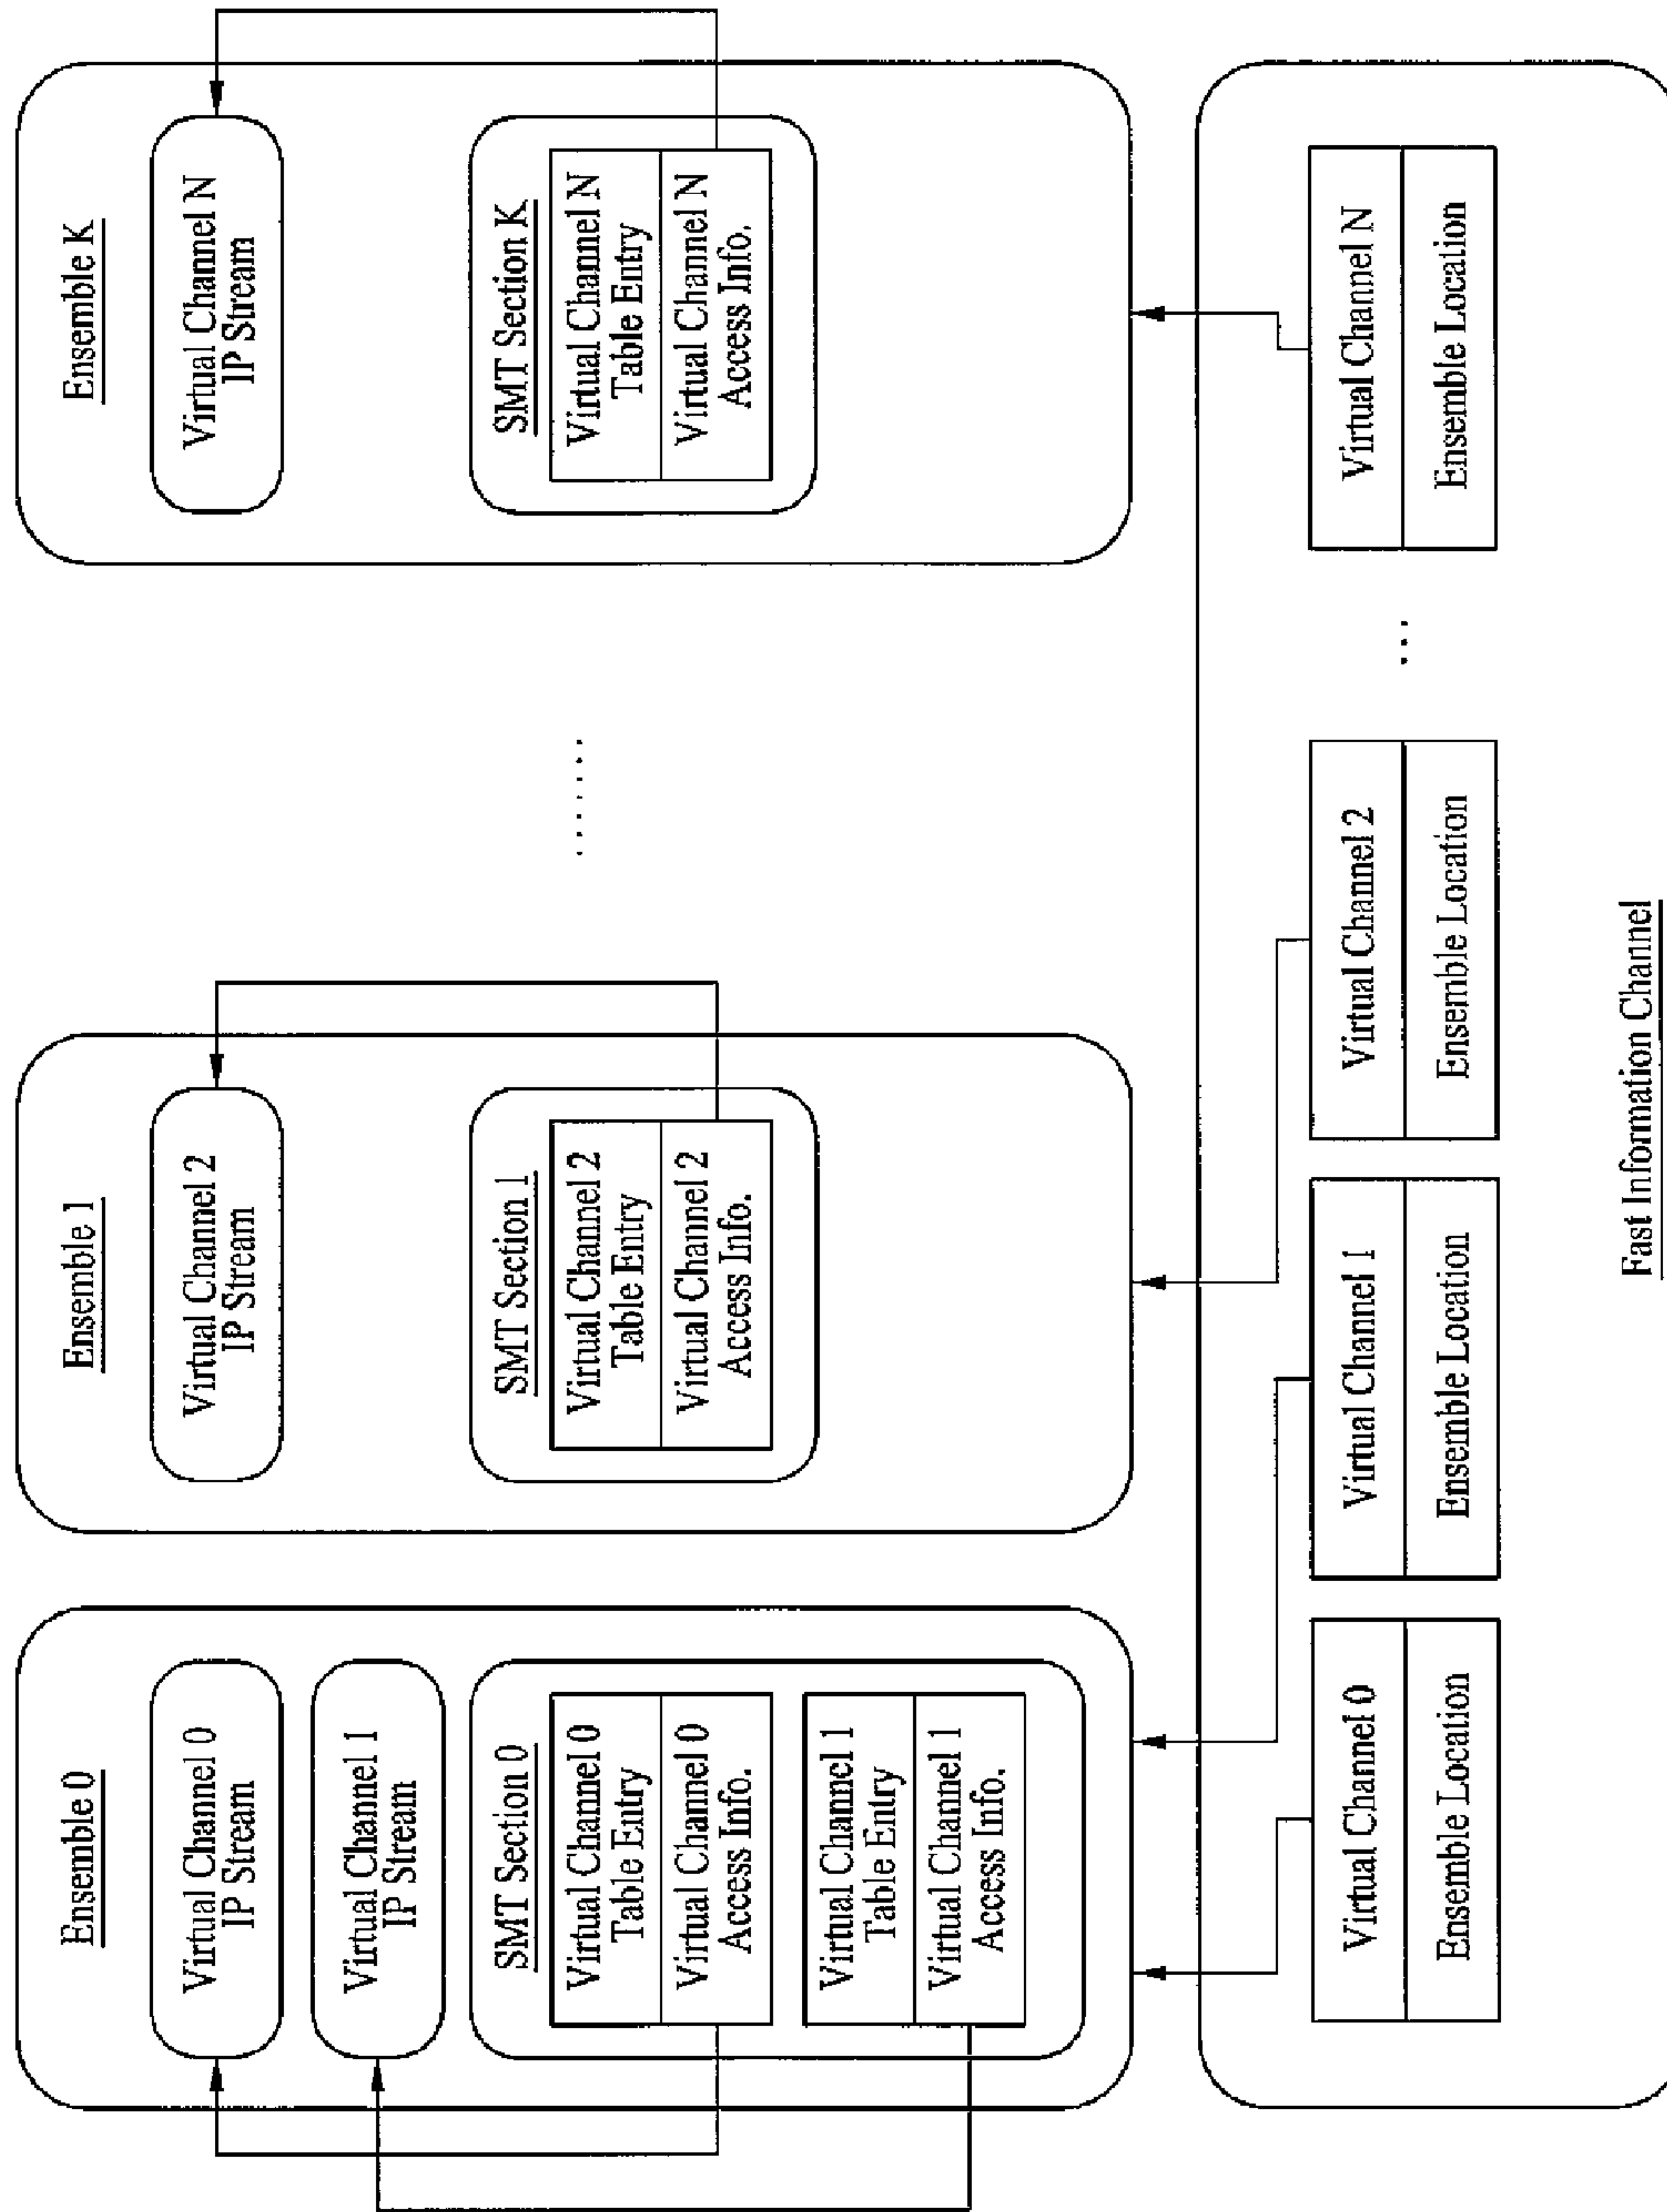 Ensemble 0
Virtual Channel 0
IP Stream
Virtual Channel 1
IP Stream
SMT Section 0
Virtual Channel 0
Table Entry
Virtual Channel 0
Access Info.
Virtual Channel 1
Table Entry
Virtual Channel 1
Access Info.
Ensemble 1
Virtual Channel 2
IP Stream
SMT Section 1
Virtual Channel 2
Table Entry
Virtual Channel 2
Access Info.
........
Ensemble K
Virtual Channel N
IP Stream
SMT Section K
Virtual Channel N
Table Entry
Virtual Channel N
Access Info.
Virtual Channel 0
Ensemble Location
Virtual Channel 1
Ensemble Location
Virtual Channel 2
Ensemble Location
...
Virtual Channel N
Ensemble Location
Fast Information Channel